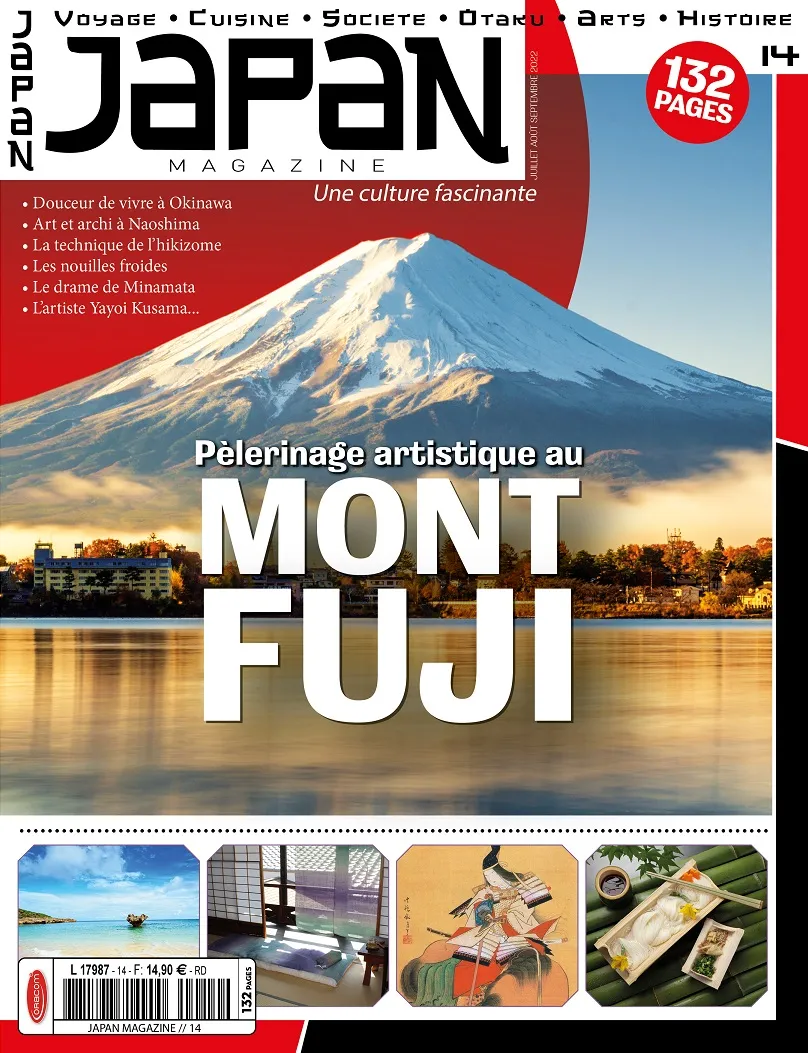 Voyage • Cuisine • Societe • Otaku • Arts • Histoire
JAPAN
JAPAN
MAGAZINE
14
132
PAGES
JUILLET AOÛT SEPTEMBRE 2022
Une culture fascinante
• Douceur de vivre à Okinawa
• Art et archi à Naoshima
• La technique de l'hikizome
• Les nouilles froides
• Le drame de Minamata
• L'artiste Yayoi Kusama...
Pèlerinage artistique au
MONT
FUJI
ORACOM
L 17987 - 14 - F: 14,90 € - RD
132 PAGES
JAPAN MAGAZINE // 14